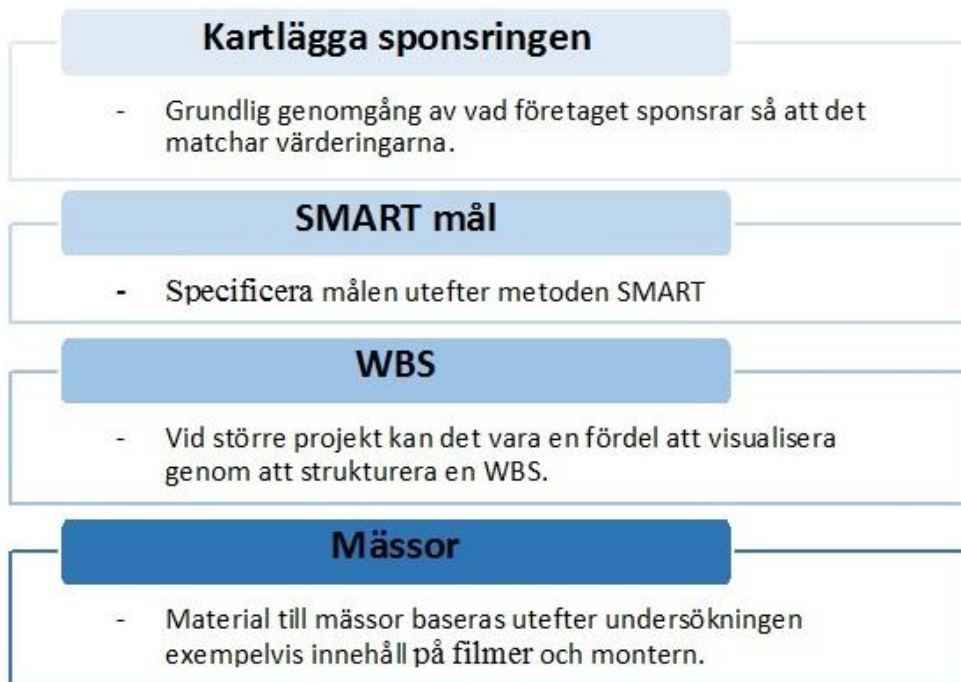 Kartlägga sponsringen
- Grundlig genomgång av vad företaget sponsrar så att det
matchar värderingarna.
SMART mål
- Specificera målen utefter metoden SMART
WBS
- Vid större projekt kan det vara en fördel att visualisera
genom att strukturera en WBS.
Mässor
- Material till mässor baseras utefter undersökningen
exempelvis innehåll på filmer och montern.